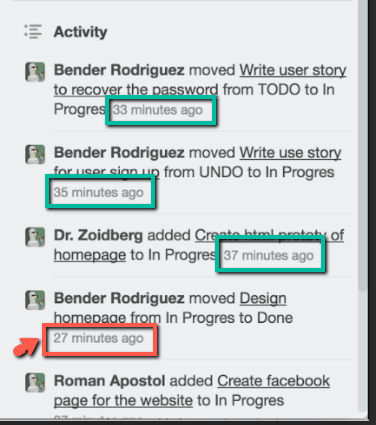 Activity
Bender Rodriguez moved Write user story
to recover the password from TODO to In
Progres 33 minutes ago
Bender Rodriguez moved Write use story
for user sign up from UNDO to In Progres
35 minutes ago
Dr. Zoidberg added Create html prototy of
homepage to In Progres 37 minutes ago
Bender Rodriguez moved Design
homepage from In Progres to Done
27 minutes ago
Roman Apostol added Create facebook
page for the website to In Progres
minutes ago